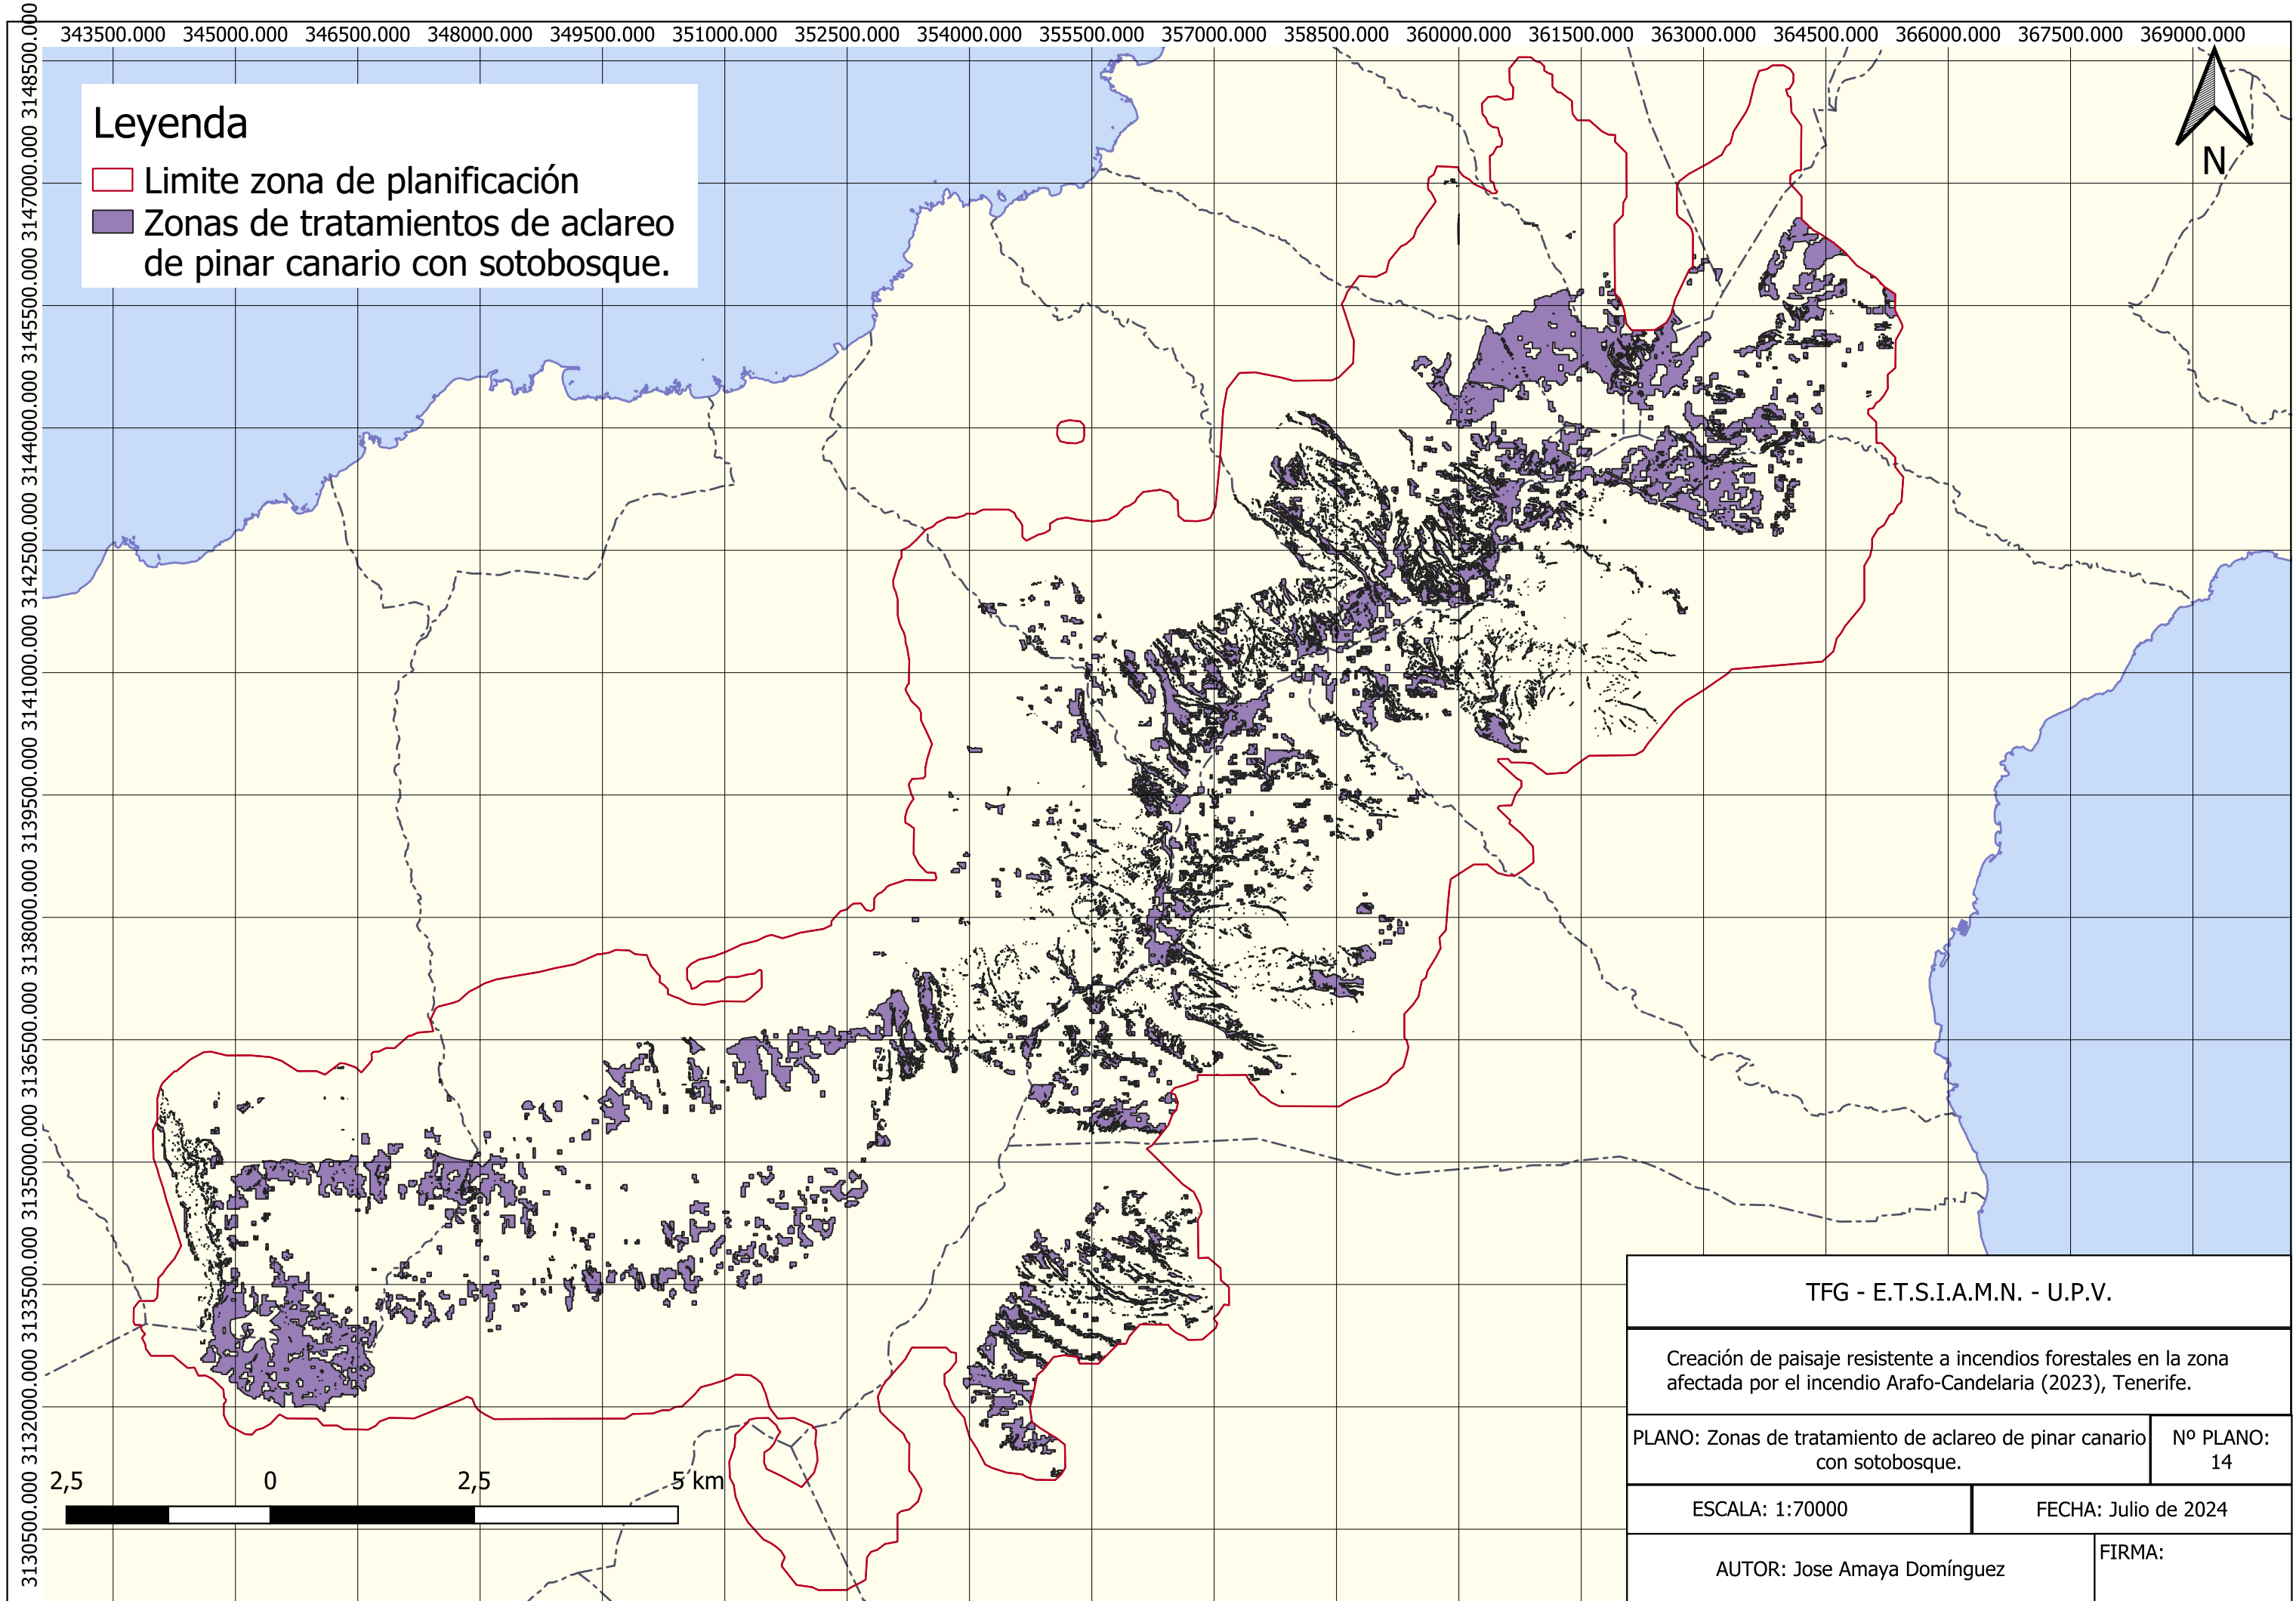 343500.000 345000.000 346500.000 348000.000 349500.000 351000.000 352500.000 354000.000 355500.000 357000.000 358500.000 360000.000 361500.000 363000.000 364500.000 366000.000 367500.000 369000.000
3130500.000 3132000.000 3133500.000 3135000.000 3136500.000 3138000.000 3139500.000 3141000.000 3142500.000 3144000.000 3145500.000 3147000.000 3148500.000
Leyenda
Limite zona de planificación
Zonas de tratamientos de aclareo
de pinar canario con sotobosque.
N
2,5 0 2,5 5 km
TFG - E.T.S.I.A.M.N. - U.P.V.
Creación de paisaje resistente a incendios forestales en la zona
afectada por el incendio Arafo-Candelaria (2023), Tenerife.
PLANO: Zonas de tratamiento de aclareo de pinar canario
con sotobosque.
Nº PLANO:
14
ESCALA: 1:70000
FECHA: Julio de 2024
AUTOR: Jose Amaya Domínguez
FIRMA: